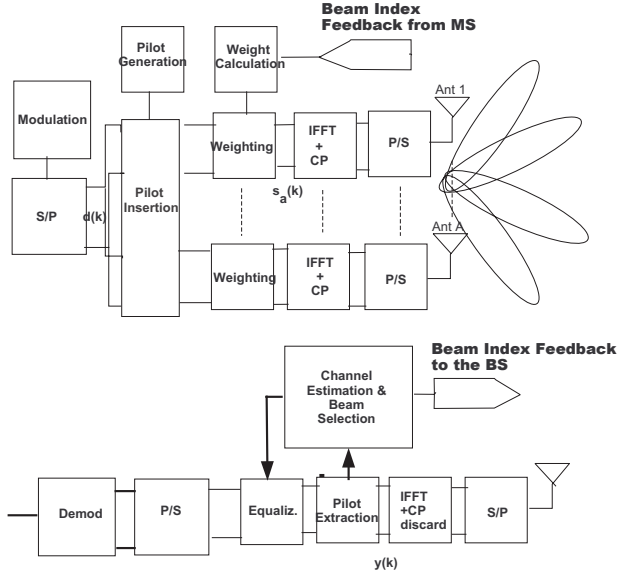 Beam Index
Feedback from MS
Pilot
Generation
Weight
Calculation
Modulation
Ant 1
Weighting
IFFT
+
CP
P/S
S/P
d(k)
Pilot
Insertion
s_a(k)
Ant A
Weighting
IFFT
+
CP
P/S
Beam Index Feedback
to the BS
Channel
Estimation &
Beam
Selection
Demod
P/S
Equaliz.
Pilot
Extraction
IFFT
+CP
discard
S/P
y(k)